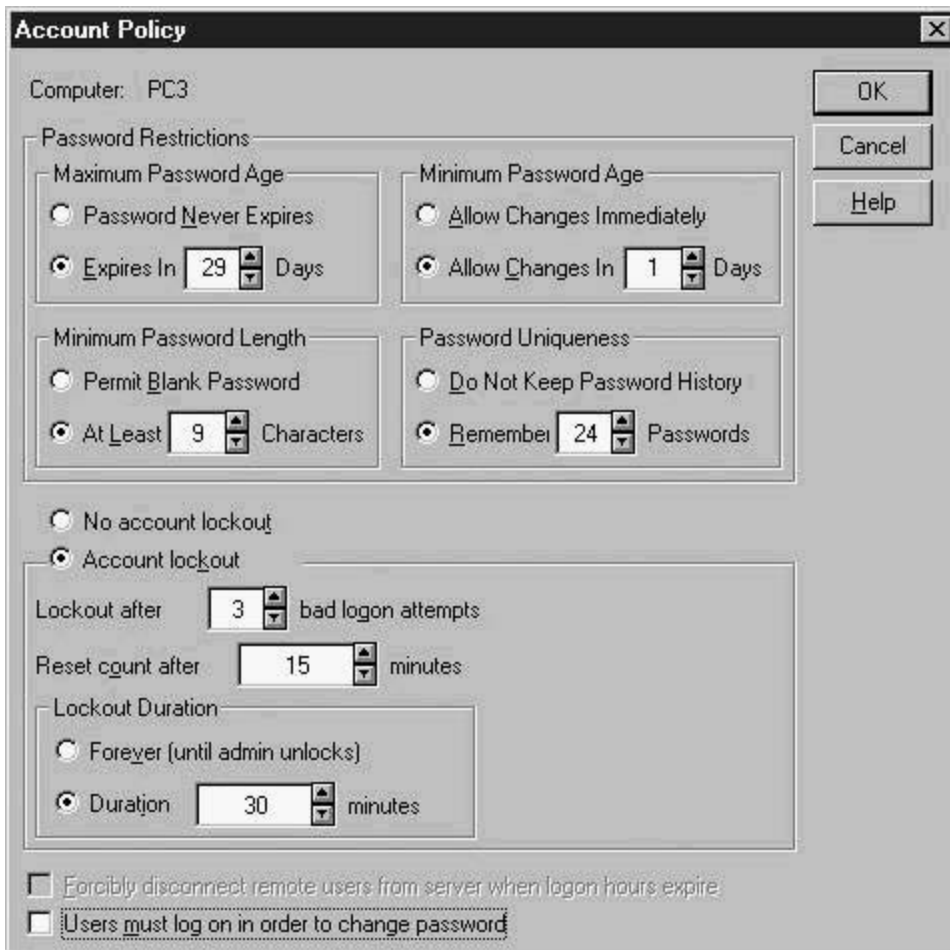 Account Policy
Computer: PC3
OK
Cancel
Help
Password Restrictions
Maximum Password Age
Password Never Expires
Expires In 29 Days
Minimum Password Age
Allow Changes Immediately
Allow Changes In 1 Days
Minimum Password Length
Permit Blank Password
At Least 9 Characters
Password Uniqueness
Do Not Keep Password History
Remember 24 Passwords
No account lockout
Account lockout
Lockout after 3 bad logon attempts
Reset count after 15 minutes
Lockout Duration
Forever (until admin unlocks)
Duration 30 minutes
Forcibly disconnect remote users from server when logon hours expire
Users must log on in order to change password